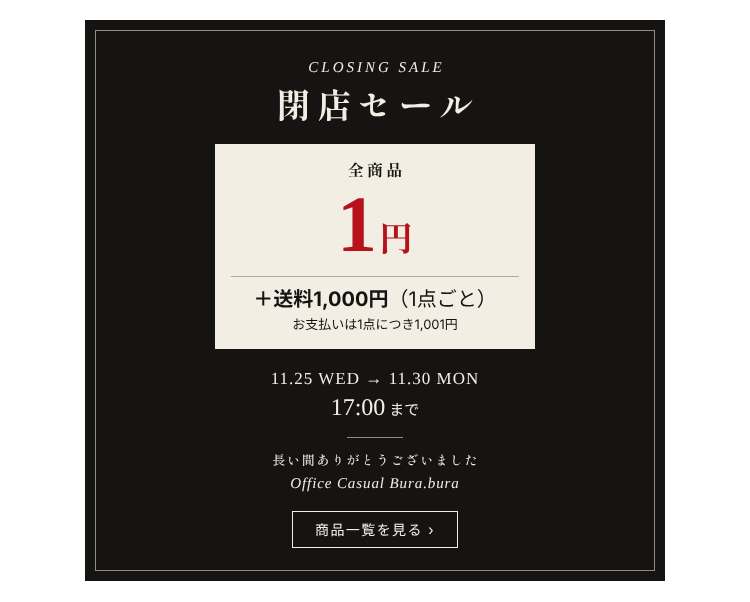 CLOSING SALE
閉店セール
全商品
1円
＋送料1,000円（1点ごと）
お支払いは1点につき1,001円
11.25 WED → 11.30 MON
17:00 まで
長い間ありがとうございました
Office Casual Bura.bura
商品一覧を見る ›